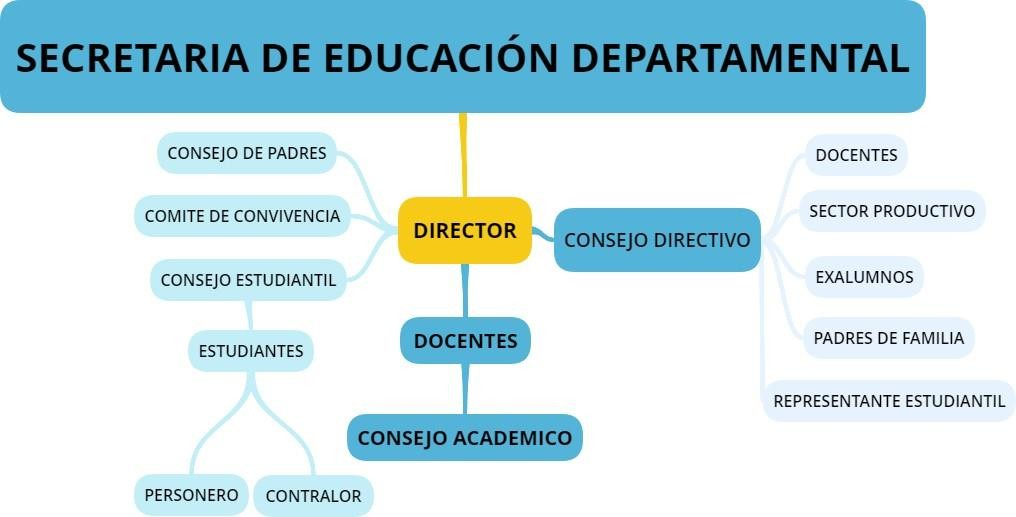 SECRETARIA DE EDUCACIÓN DEPARTAMENTAL
CONSEJO DE PADRES
COMITE DE CONVIVENCIA
CONSEJO ESTUDIANTIL
ESTUDIANTES
PERSONERO
CONTRALOR
DIRECTOR
DOCENTES
CONSEJO ACADEMICO
CONSEJO DIRECTIVO
DOCENTES
SECTOR PRODUCTIVO
EXALUMNOS
PADRES DE FAMILIA
REPRESENTANTE ESTUDIANTIL